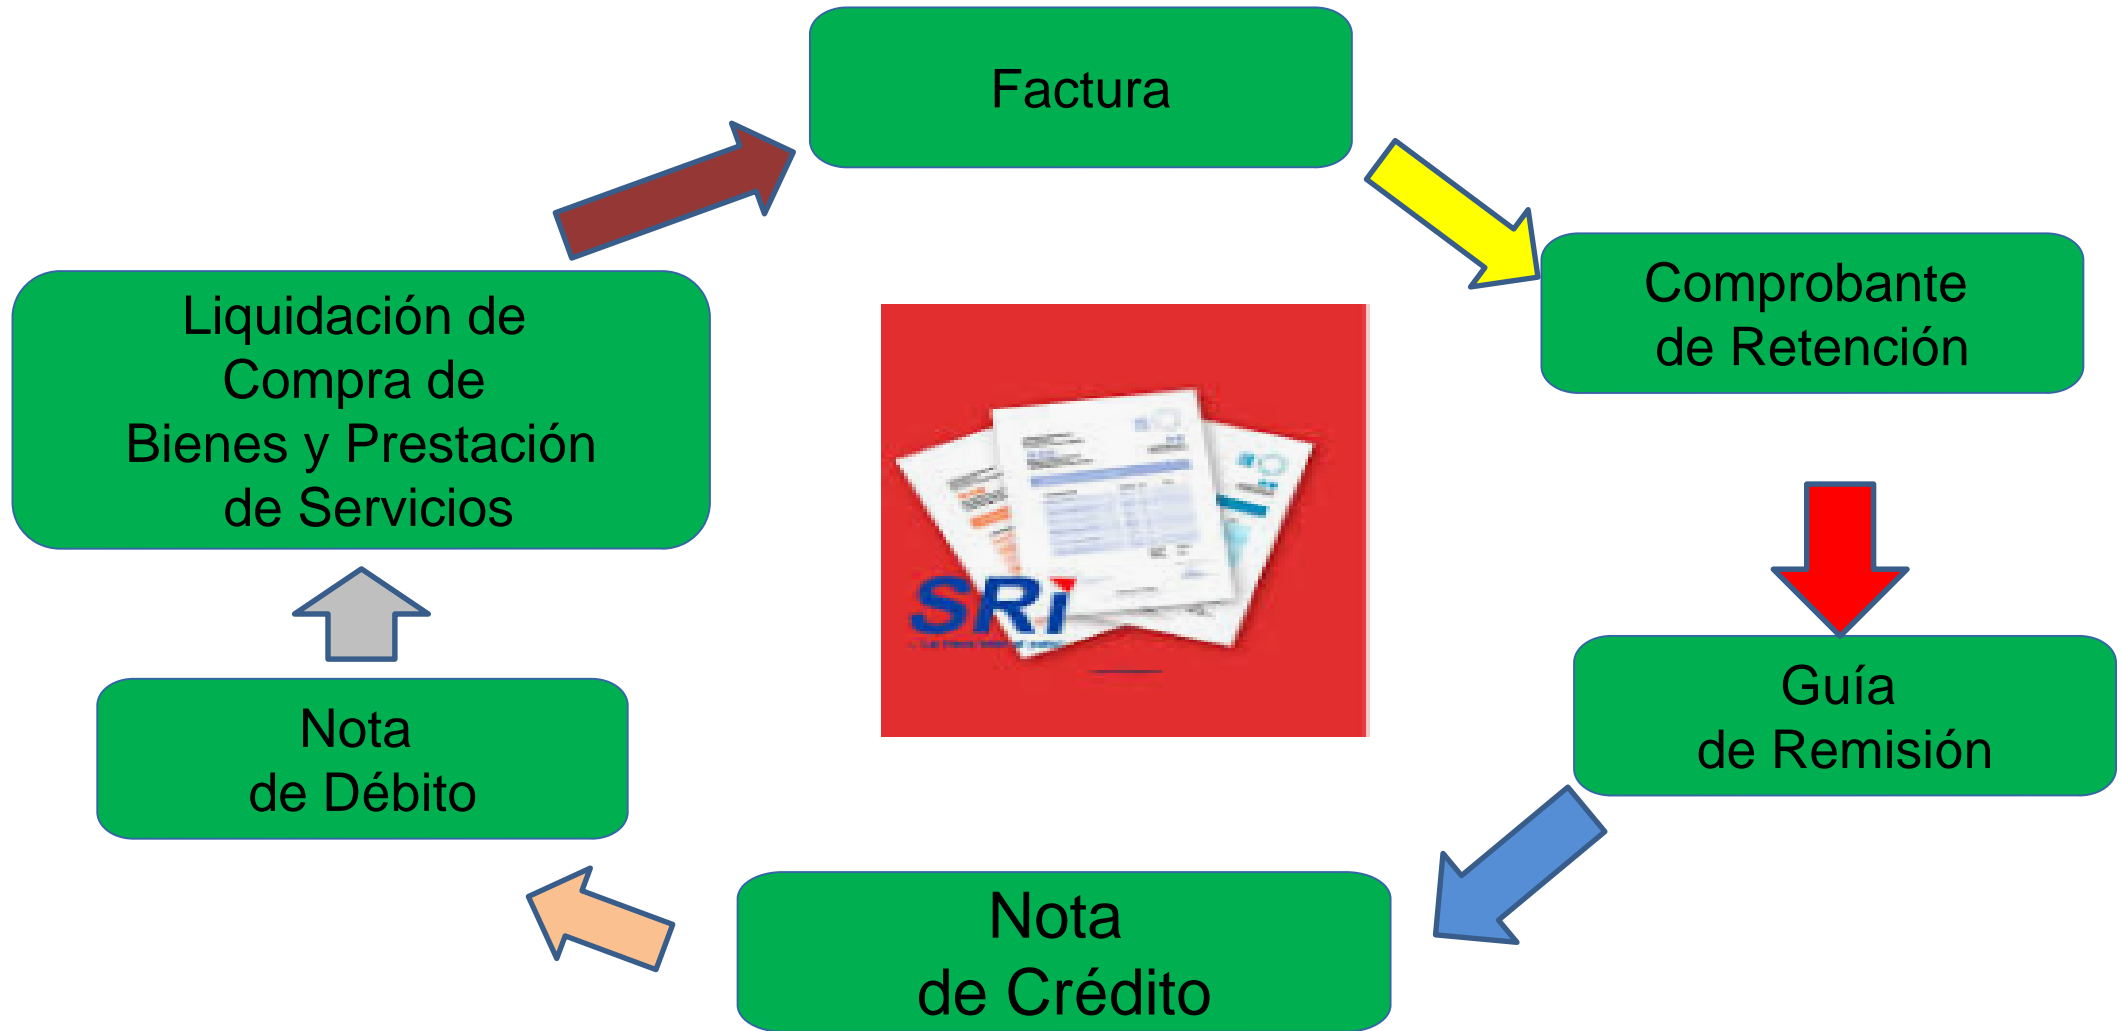 Factura
Comprobante
de Retención
Guía
de Remisión
Nota
de Crédito
Nota
de Débito
Liquidación de
Compra de
Bienes y Prestación
de Servicios
SRi